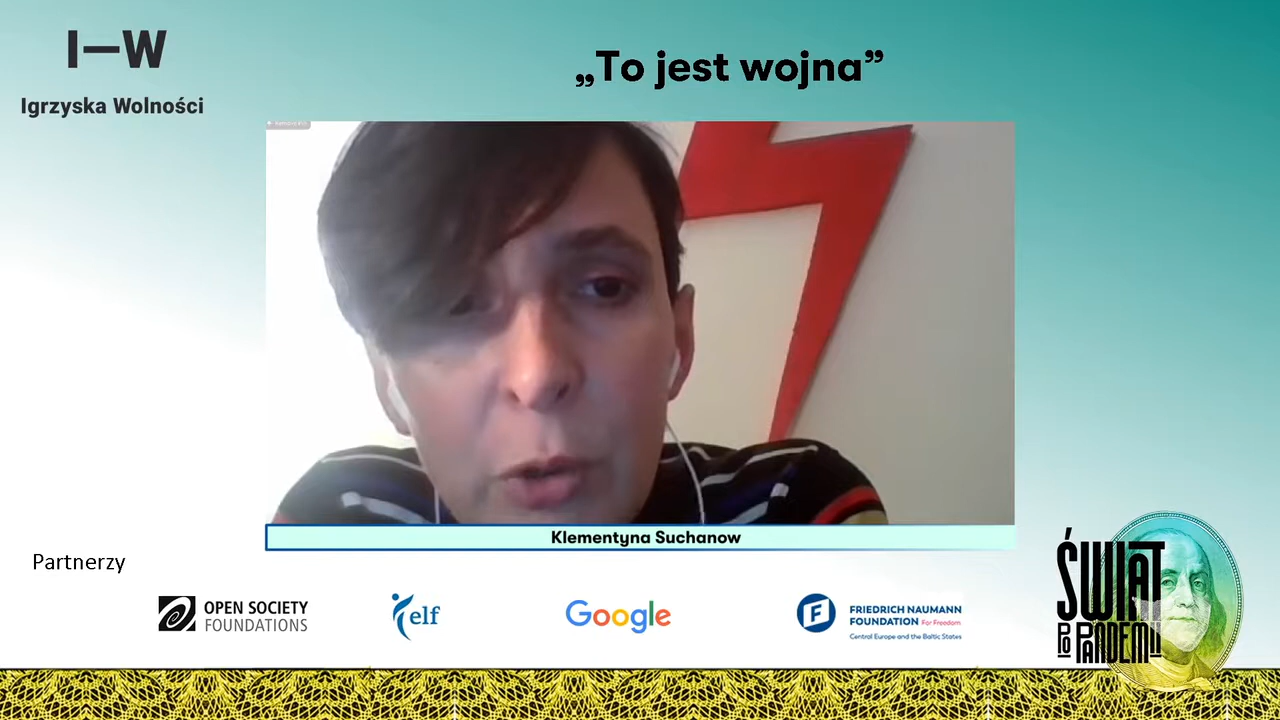 I—W
Igrzyska Wolności
„To jest wojna”
Klementyna Suchanow
Partnerzy
OPEN SOCIETY
FOUNDATIONS
elf
Google
F
FRIEDRICH NAUMANN
FOUNDATION For Freedom
Central Europe and the Baltic States
ŚWIAT
PO PANDEMII